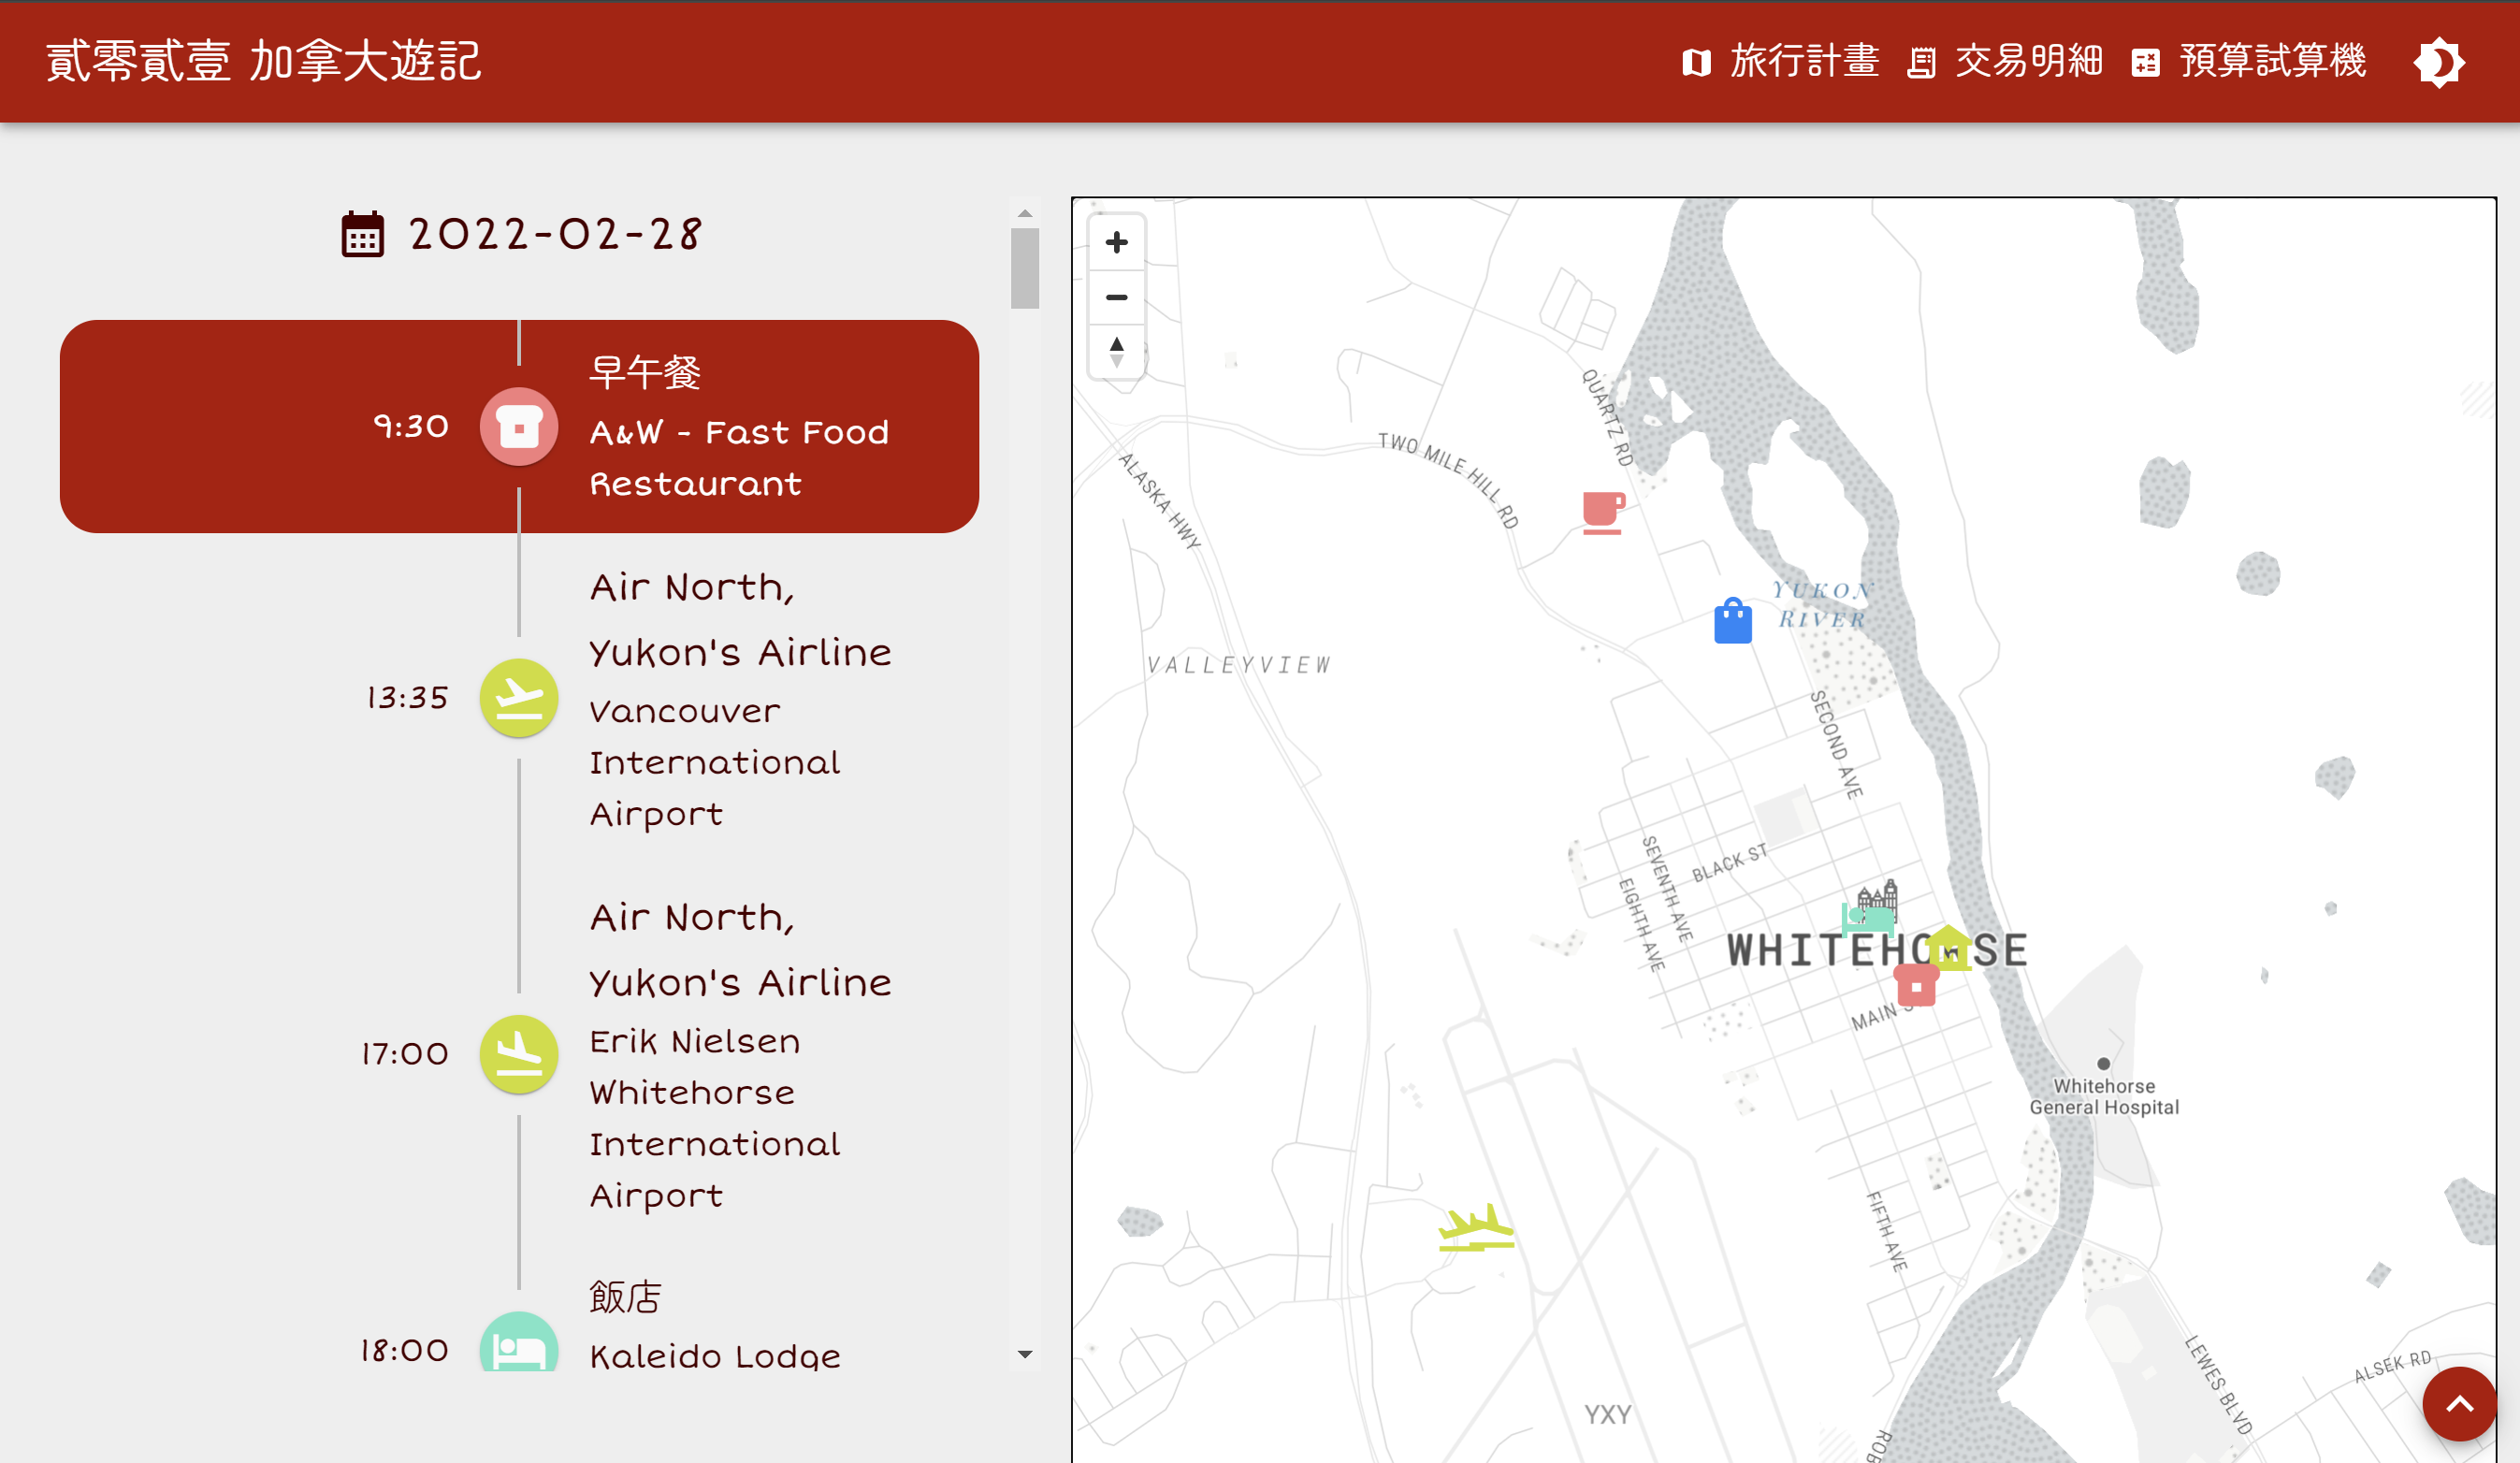 貳零貳壹 加拿大遊記
旅行計畫
交易明細
預算試算機
2022-02-28
9:30
早午餐
A&W - Fast Food
Restaurant
13:35
Air North,
Yukon's Airline
Vancouver
International
Airport
17:00
Air North,
Yukon's Airline
Erik Nielsen
Whitehorse
International
Airport
18:00
飯店
Kaleido Lodge
QUARTZ RD
TWO MILE HILL RD
ALASKA HWY
YUKON
RIVER
VALLEYVIEW
SECOND AVE
SEVENTH AVE
BLACK ST
EIGHTH AVE
WHITEHORSE
MAIN S
Whitehorse
General Hospital
FIFTH AVE
LEWES BLVD
ALSEK RD
YXY